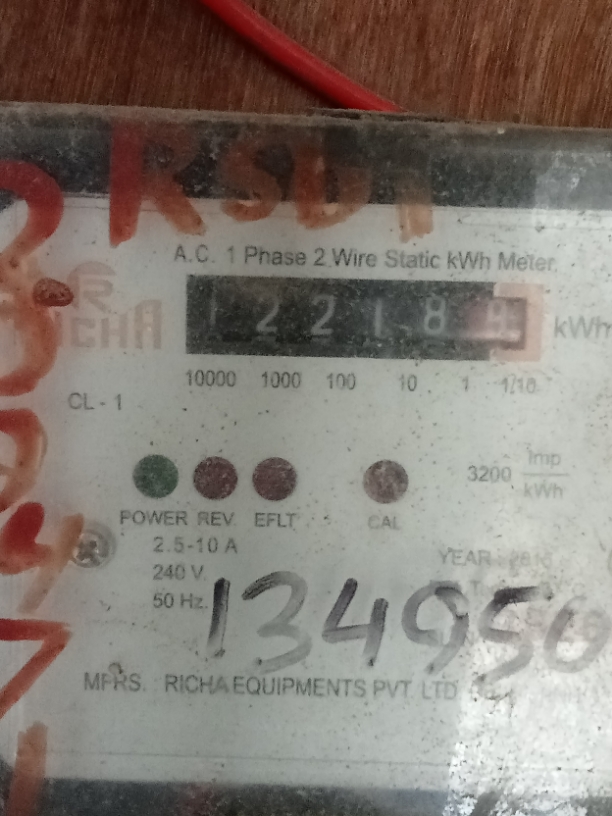 RSD1
A.C. 1 Phase 2 Wire Static kWh Meter
RICHA
1 2 2 1 8 kWh
10000 1000 100 10 1 1/10
CL - 1
3200 Imp/kWh
POWER REV EFLT CAL
2.5-10 A
YEAR
240 V
50 Hz.
134950
MFRS. RICHA EQUIPMENTS PVT. LTD